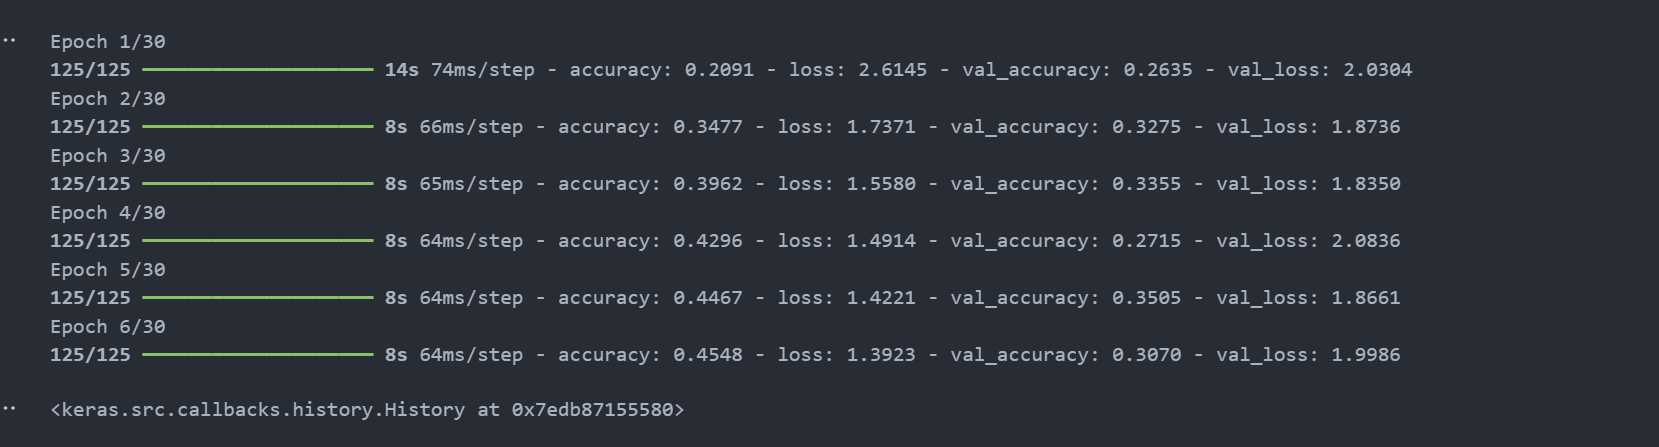 Epoch 1/30
125/125 ━━━━━━━━━━━━━━━━━━━━ 14s 74ms/step - accuracy: 0.2091 - loss: 2.6145 - val_accuracy: 0.2635 - val_loss: 2.0304
Epoch 2/30
125/125 ━━━━━━━━━━━━━━━━━━━━ 8s 66ms/step - accuracy: 0.3477 - loss: 1.7371 - val_accuracy: 0.3275 - val_loss: 1.8736
Epoch 3/30
125/125 ━━━━━━━━━━━━━━━━━━━━ 8s 65ms/step - accuracy: 0.3962 - loss: 1.5580 - val_accuracy: 0.3355 - val_loss: 1.8350
Epoch 4/30
125/125 ━━━━━━━━━━━━━━━━━━━━ 8s 64ms/step - accuracy: 0.4296 - loss: 1.4914 - val_accuracy: 0.2715 - val_loss: 2.0836
Epoch 5/30
125/125 ━━━━━━━━━━━━━━━━━━━━ 8s 64ms/step - accuracy: 0.4467 - loss: 1.4221 - val_accuracy: 0.3505 - val_loss: 1.8661
Epoch 6/30
125/125 ━━━━━━━━━━━━━━━━━━━━ 8s 64ms/step - accuracy: 0.4548 - loss: 1.3923 - val_accuracy: 0.3070 - val_loss: 1.9986
<keras.src.callbacks.history.History at 0x7edb87155580>